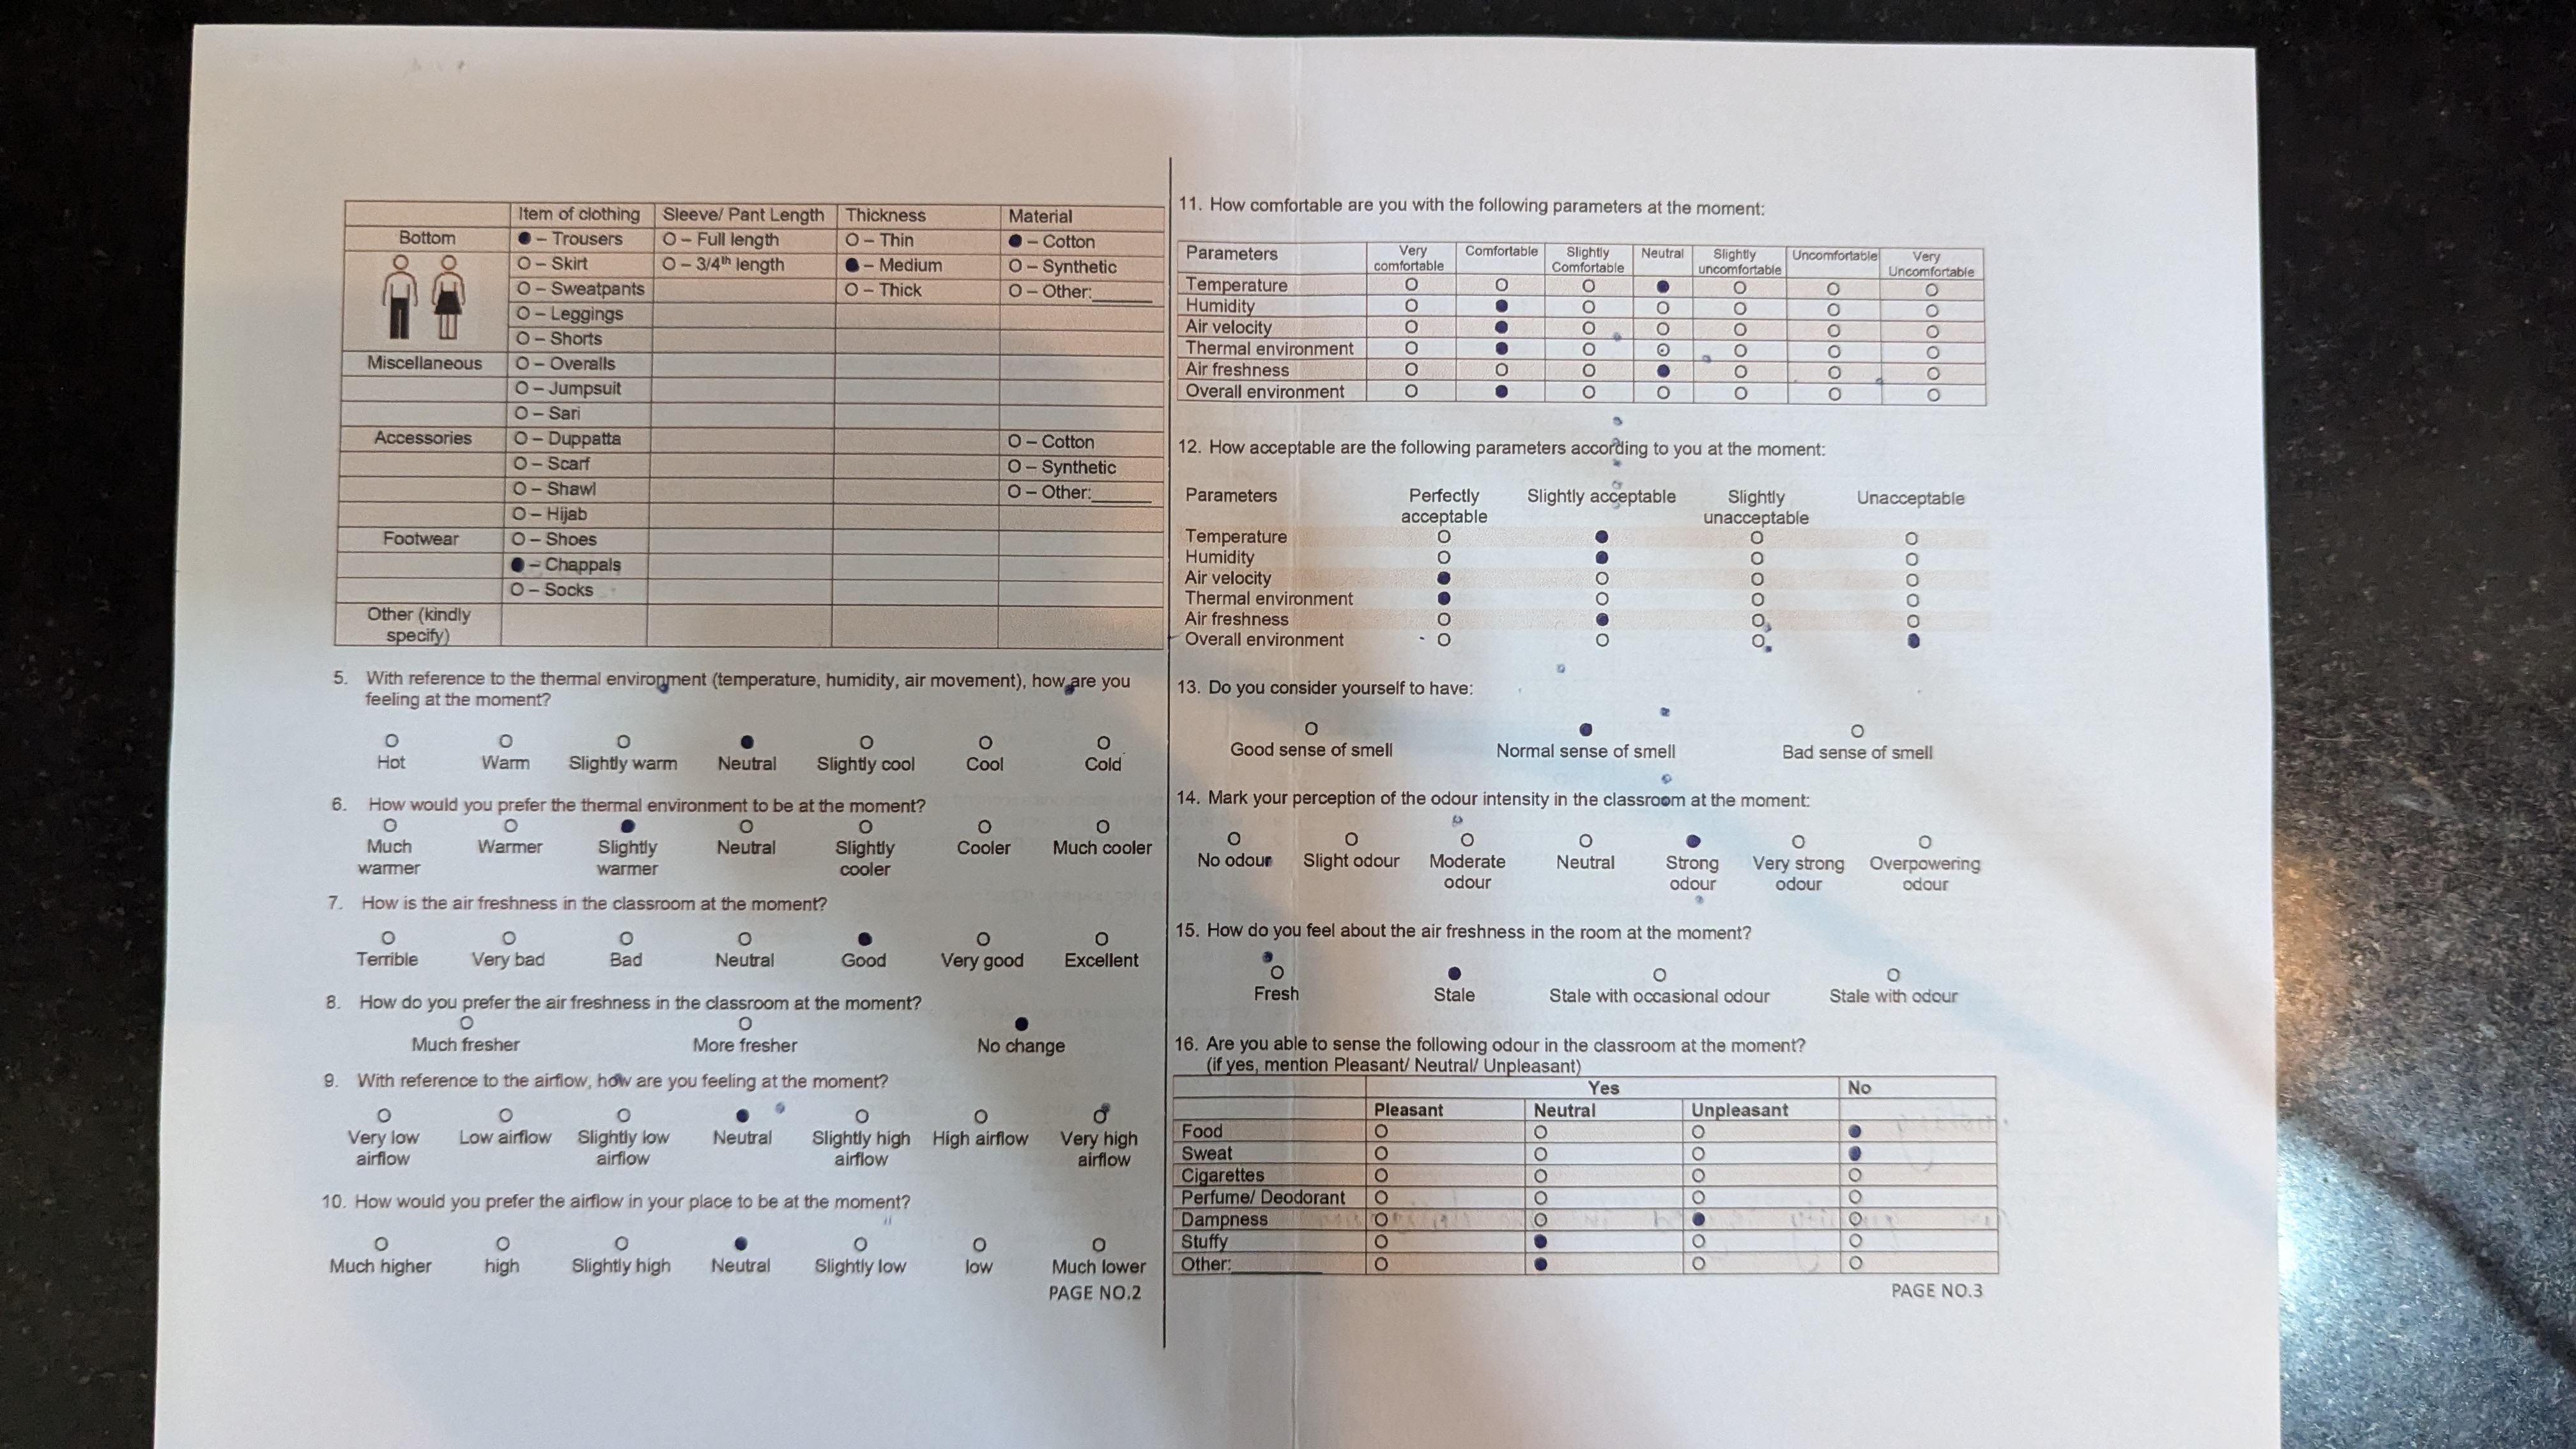 Item of clothing Sleeve/ Pant Length Thickness Material
Bottom ● – Trousers O – Full length O – Thin ● – Cotton
O – Skirt O – 3/4th length ● – Medium O – Synthetic
O – Sweatpants O – Thick O – Other:______
O – Leggings
O – Shorts
Miscellaneous O – Overalls
O – Jumpsuit
O – Sari
Accessories O – Duppatta O – Cotton
O – Scarf O – Synthetic
O – Shawl O – Other:______
O – Hijab
Footwear O – Shoes
● – Chappals
O – Socks
Other (kindly
specify)
5. With reference to the thermal environment (temperature, humidity, air movement), how are you
feeling at the moment?
O O O ● O O O
Hot Warm Slightly warm Neutral Slightly cool Cool Cold
6. How would you prefer the thermal environment to be at the moment?
O O ● O O O O
Much Warmer Slightly Neutral Slightly Cooler Much cooler
warmer warmer cooler
7. How is the air freshness in the classroom at the moment?
O O O O ● O O
Terrible Very bad Bad Neutral Good Very good Excellent
8. How do you prefer the air freshness in the classroom at the moment?
O O ●
Much fresher More fresher No change
9. With reference to the airflow, how are you feeling at the moment?
O O O ● O O O
Very low Low airflow Slightly low Neutral Slightly high High airflow Very high
airflow airflow airflow airflow
10. How would you prefer the airflow in your place to be at the moment?
O O O ● O O O
Much higher high Slightly high Neutral Slightly low low Much lower
PAGE NO.2
11. How comfortable are you with the following parameters at the moment:
Parameters Very Comfortable Slightly Neutral Slightly Uncomfortable Very
comfortable Comfortable uncomfortable Uncomfortable
Temperature O O O ● O O O
Humidity O ● O O O O O
Air velocity O ● O O O O O
Thermal environment O ● O O O O O
Air freshness O O O ● O O O
Overall environment O ● O O O O O
12. How acceptable are the following parameters according to you at the moment:
Parameters Perfectly Slightly acceptable Slightly Unacceptable
acceptable unacceptable
Temperature O ● O O
Humidity O ● O O
Air velocity ● O O O
Thermal environment ● O O O
Air freshness O ● O O
Overall environment O O O ●
13. Do you consider yourself to have:
O ● O
Good sense of smell Normal sense of smell Bad sense of smell
14. Mark your perception of the odour intensity in the classroom at the moment:
O O O O ● O O
No odour Slight odour Moderate Neutral Strong Very strong Overpowering
odour odour odour odour
15. How do you feel about the air freshness in the room at the moment?
O ● O O
Fresh Stale Stale with occasional odour Stale with odour
16. Are you able to sense the following odour in the classroom at the moment?
(if yes, mention Pleasant/ Neutral/ Unpleasant)
Yes No
Pleasant Neutral Unpleasant
Food O O O ●
Sweat O O O ●
Cigarettes O O O O
Perfume/ Deodorant O O O O
Dampness O O ● O
Stuffy O ● O O
Other:__________ O ● O O
PAGE NO.3